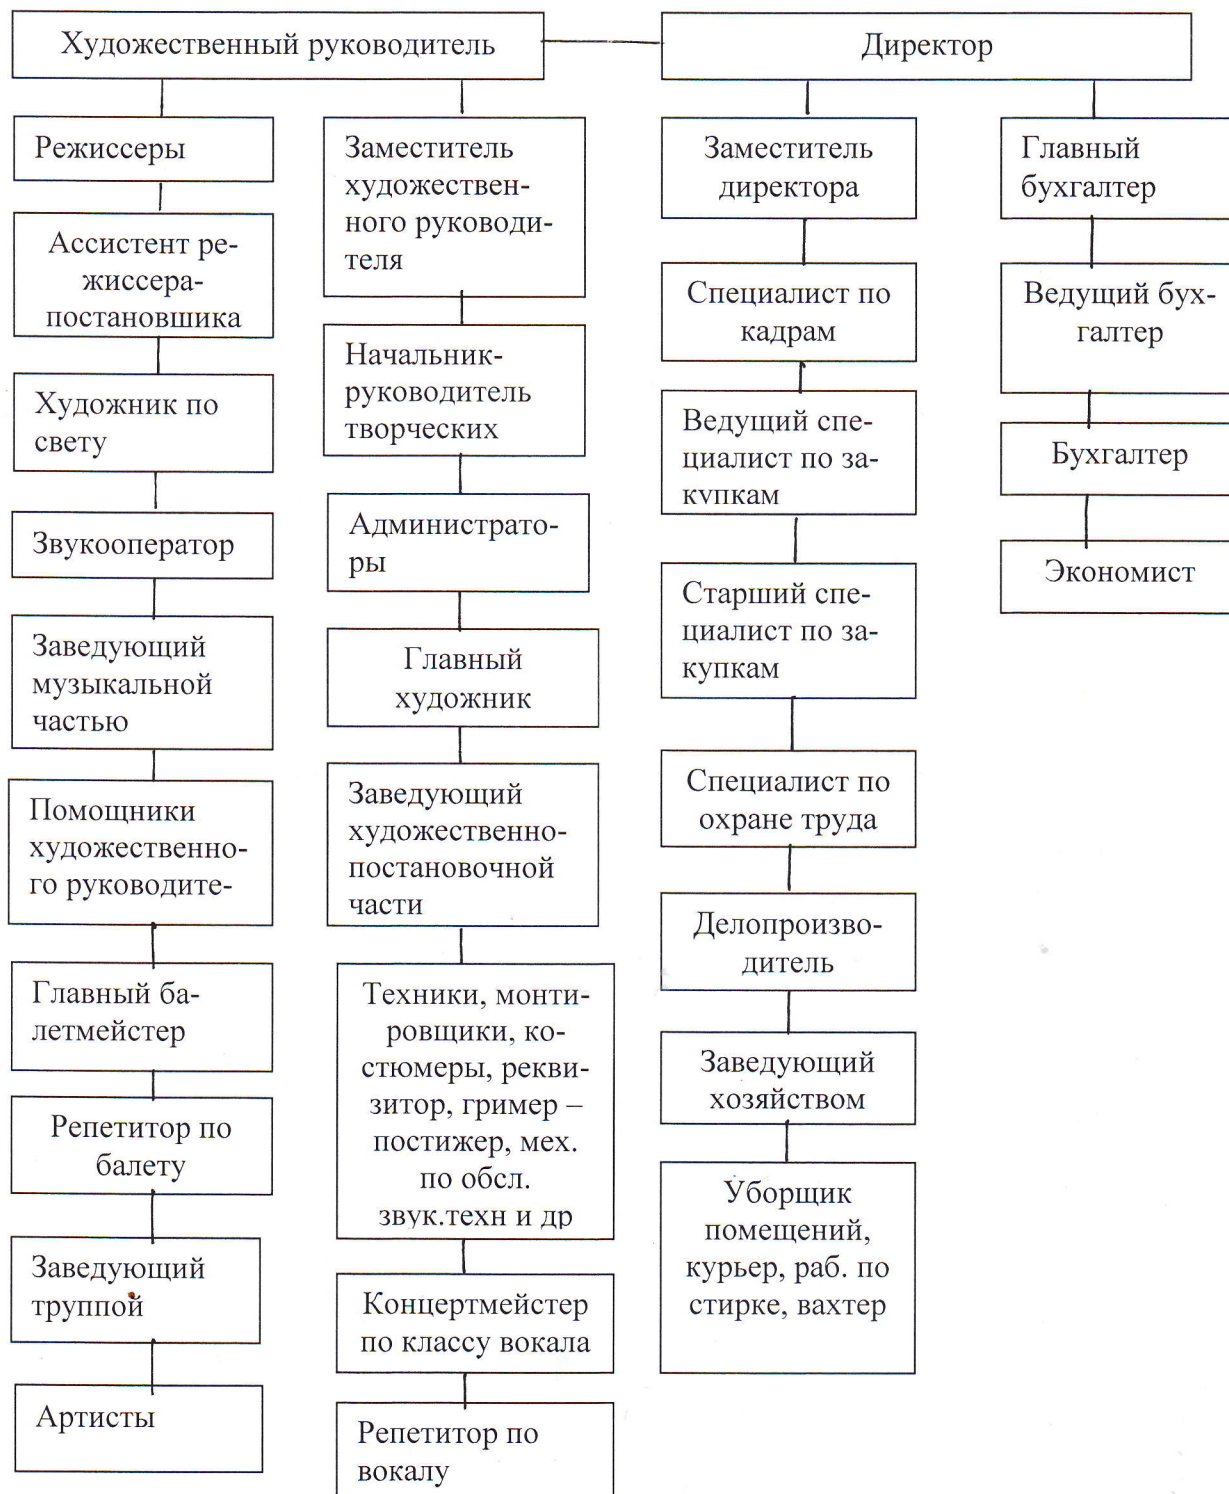 Художественный руководитель
Директор
Режиссеры
Ассистент ре-
жиссера-
постановщика
Художник по
свету
Звукооператор
Заведующий
музыкальной
частью
Помощники
художественно-
го руководите-
Главный ба-
летмейстер
Репетитор по
балету
Заведующий
труппой
Артисты
Заместитель
художествен-
ного руководи-
теля
Начальник-
руководитель
творческих
Администрато-
ры
Главный
художник
Заведующий
художественно-
постановочной
части
Техники, монти-
ровщики, ко-
стюмеры, рекви-
зитор, гример –
постижер, мех.
по обсл.
звук.техн и др
Концертмейстер
по классу вокала
Репетитор по
вокалу
Заместитель
директора
Специалист по
кадрам
Ведущий спе-
циалист по за-
купкам
Старший спе-
циалист по за-
купкам
Специалист по
охране труда
Делопроизво-
дитель
Заведующий
хозяйством
Уборщик
помещений,
курьер, раб. по
стирке, вахтер
Главный
бухгалтер
Ведущий бух-
галтер
Бухгалтер
Экономист